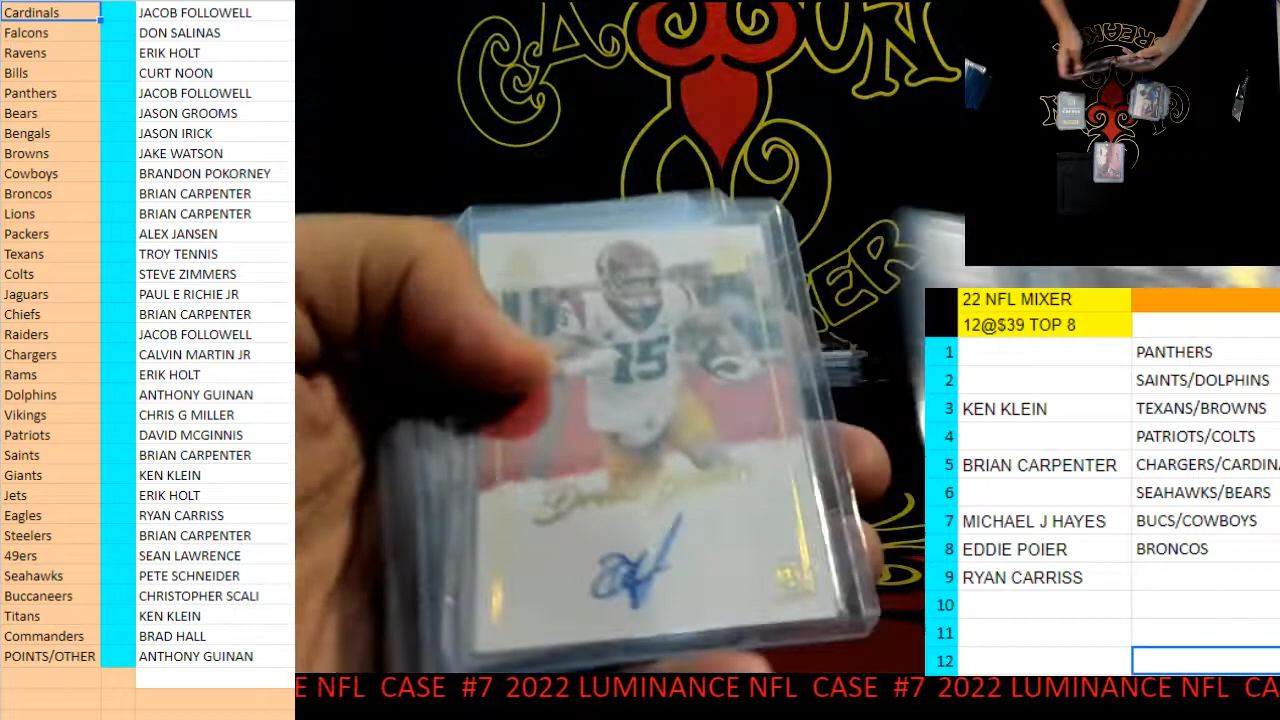 Cardinals JACOB FOLLOWELL
Falcons DON SALINAS
Ravens ERIK HOLT
Bills CURT NOON
Panthers JACOB FOLLOWELL
Bears JASON GROOMS
Bengals JASON IRICK
Browns JAKE WATSON
Cowboys BRANDON POKORNEY
Broncos BRIAN CARPENTER
Lions BRIAN CARPENTER
Packers ALEX JANSEN
Texans TROY TENNIS
Colts STEVE ZIMMERS
Jaguars PAUL E RICHIE JR
Chiefs BRIAN CARPENTER
Raiders JACOB FOLLOWELL
Chargers CALVIN MARTIN JR
Rams ERIK HOLT
Dolphins ANTHONY GUINAN
Vikings CHRIS G MILLER
Patriots DAVID MCGINNIS
Saints BRIAN CARPENTER
Giants KEN KLEIN
Jets ERIK HOLT
Eagles RYAN CARRISS
Steelers BRIAN CARPENTER
49ers SEAN LAWRENCE
Seahawks PETE SCHNEIDER
Buccaneers CHRISTOPHER SCALI
Titans KEN KLEIN
Commanders BRAD HALL
POINTS/OTHER ANTHONY GUINAN
15
22 NFL MIXER
12@$39 TOP 8
1 PANTHERS
2 SAINTS/DOLPHINS
3 KEN KLEIN TEXANS/BROWNS
4 PATRIOTS/COLTS
5 BRIAN CARPENTER CHARGERS/CARDINA
6 SEAHAWKS/BEARS
7 MICHAEL J HAYES BUCS/COWBOYS
8 EDDIE POIER BRONCOS
9 RYAN CARRISS
10
11
12
E NFL CASE #7 2022 LUMINANCE NFL CASE #7 2022 LUMINANCE NFL CA